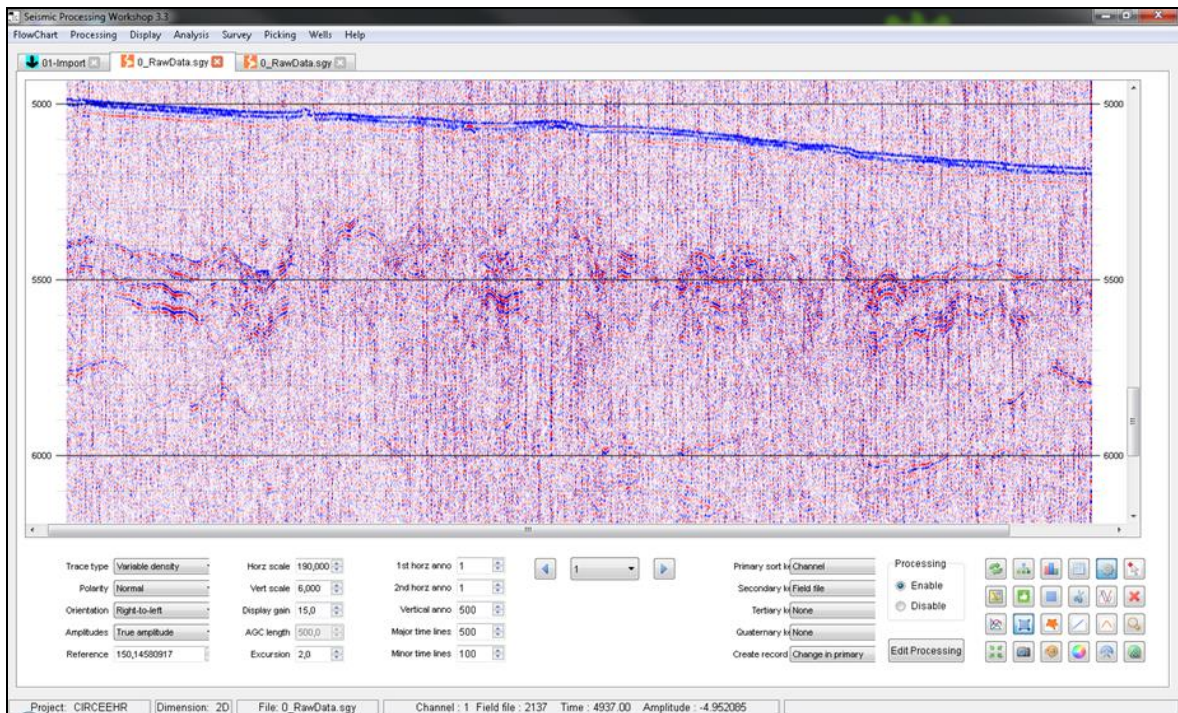 Seismic Processing Workshop 3.3
FlowChart Processing Display Analysis Survey Picking Wells Help
01-Import 0_RawData.sgy 0_RawData.sgy
5000 5000
5500 5500
6000 6000
Trace type Variable density Horz scale 190,000 1st horz anno 1 1 Primary sort ke Channel Processing
Polarity Normal Vert scale 6,000 2nd horz anno 1 Secondary ke Field file Enable
Orientation Right-to-left Display gain 15,0 Vertical anno 500 Tertiary ke None Disable
Amplitudes True amplitude AGC length 500,0 Major time lines 500 Quaternary ke None
Reference 150,14580917 Excursion 2,0 Minor time lines 100 Create record Change in primary Edit Processing
Project: CIRCEEHR Dimension: 2D File: 0_RawData.sgy Channel : 1 Field file : 2137 Time : 4937.00 Amplitude : -4.952085